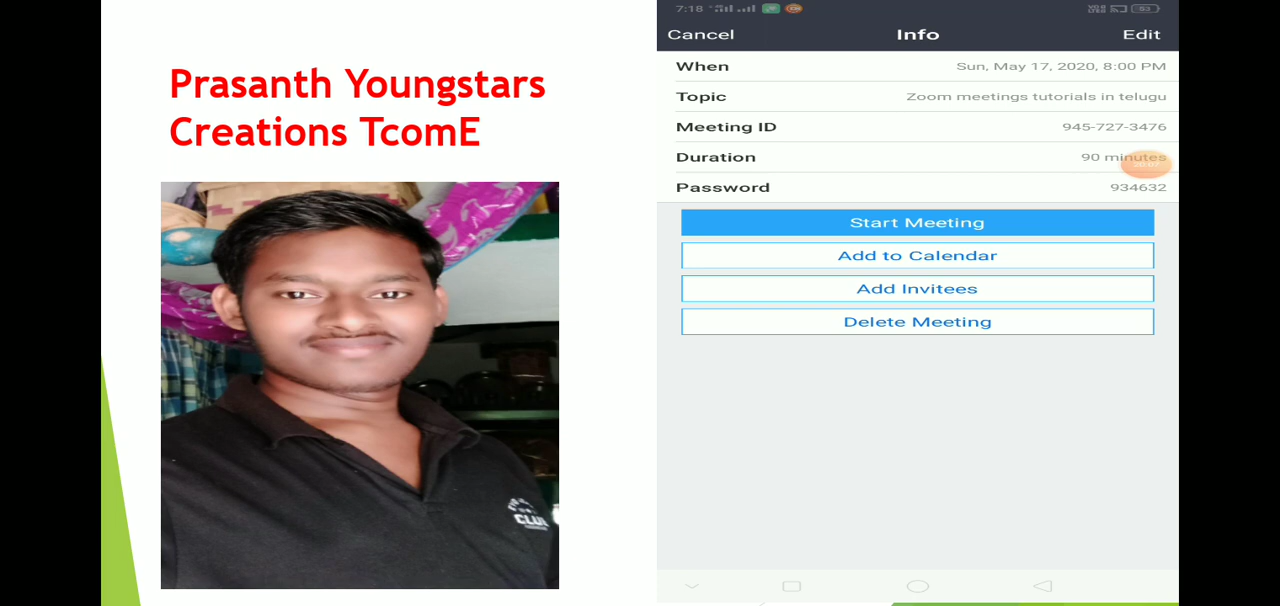 Prasanth Youngstars
Creations TcomE
CLUB
7:18
53
Cancel Info Edit
When Sun, May 17, 2020, 8:00 PM
Topic Zoom meetings tutorials in telugu
Meeting ID 945-727-3476
Duration 90 minutes
Password 934632
Start Meeting
Add to Calendar
Add Invitees
Delete Meeting